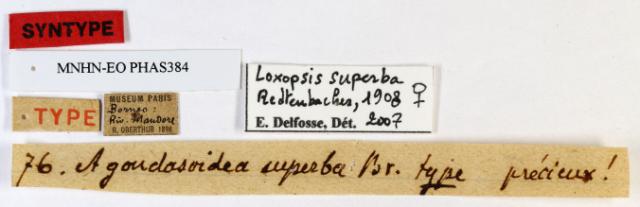 SYNTYPE
MNHN-EO PHAS384
TYPE
MUSEUM PARIS
Borneo:
Riv. Mandore
R. OBERTHUR 1898
Loxopsis superba
Redtenbacher, 1908 ♀
E. Delfosse, Dét. 2007
76. Agondasoidea superba Br. type précieux!